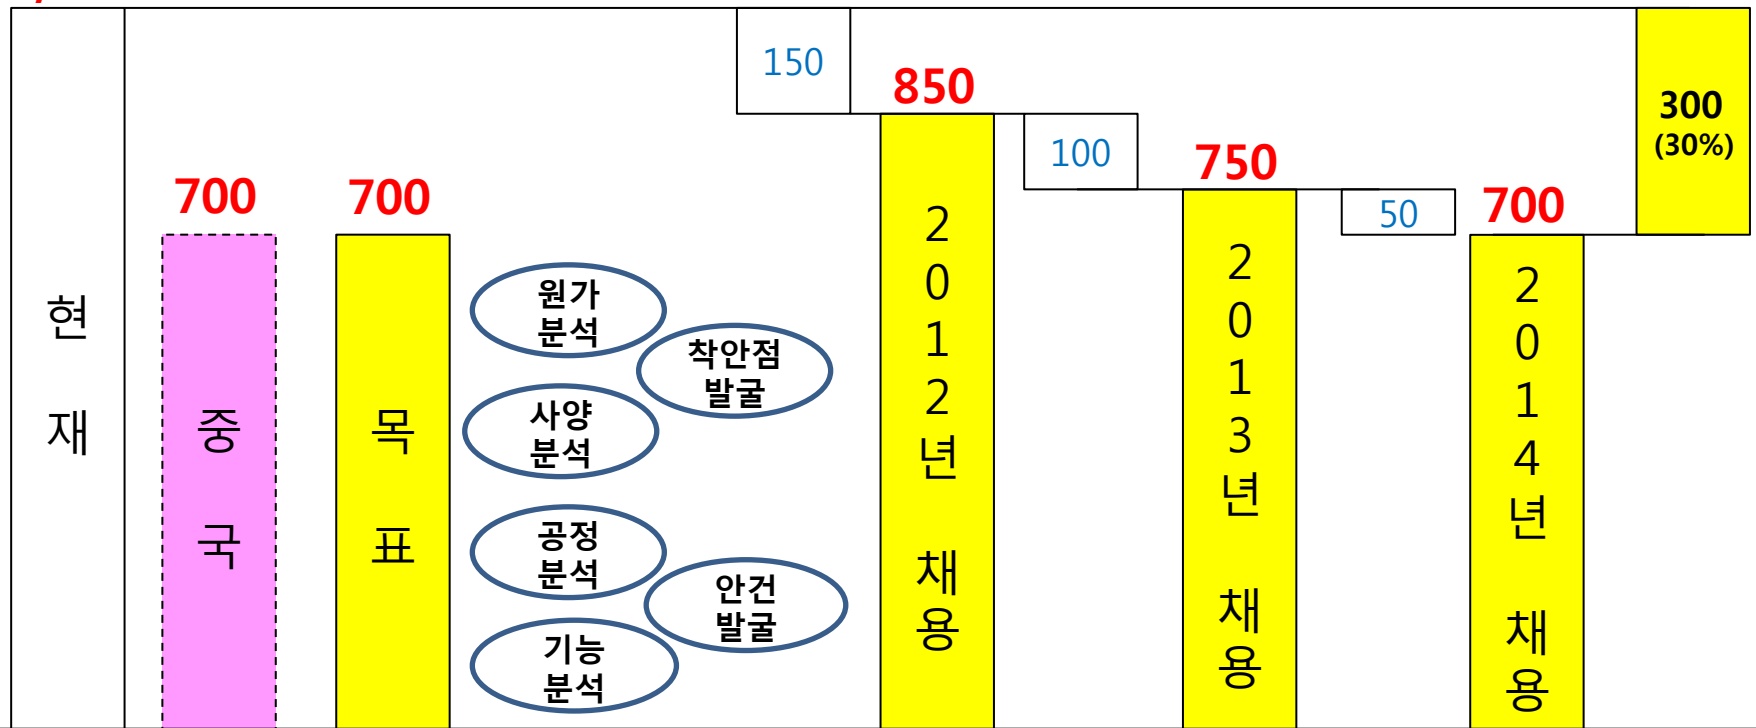 현재
700
중국
700
목표
원가
분석
착안점
발굴
사양
분석
공정
분석
안건
발굴
기능
분석
150
850
2012년 채용
100
750
2013년 채용
50
700
2014년 채용
300
(30%)